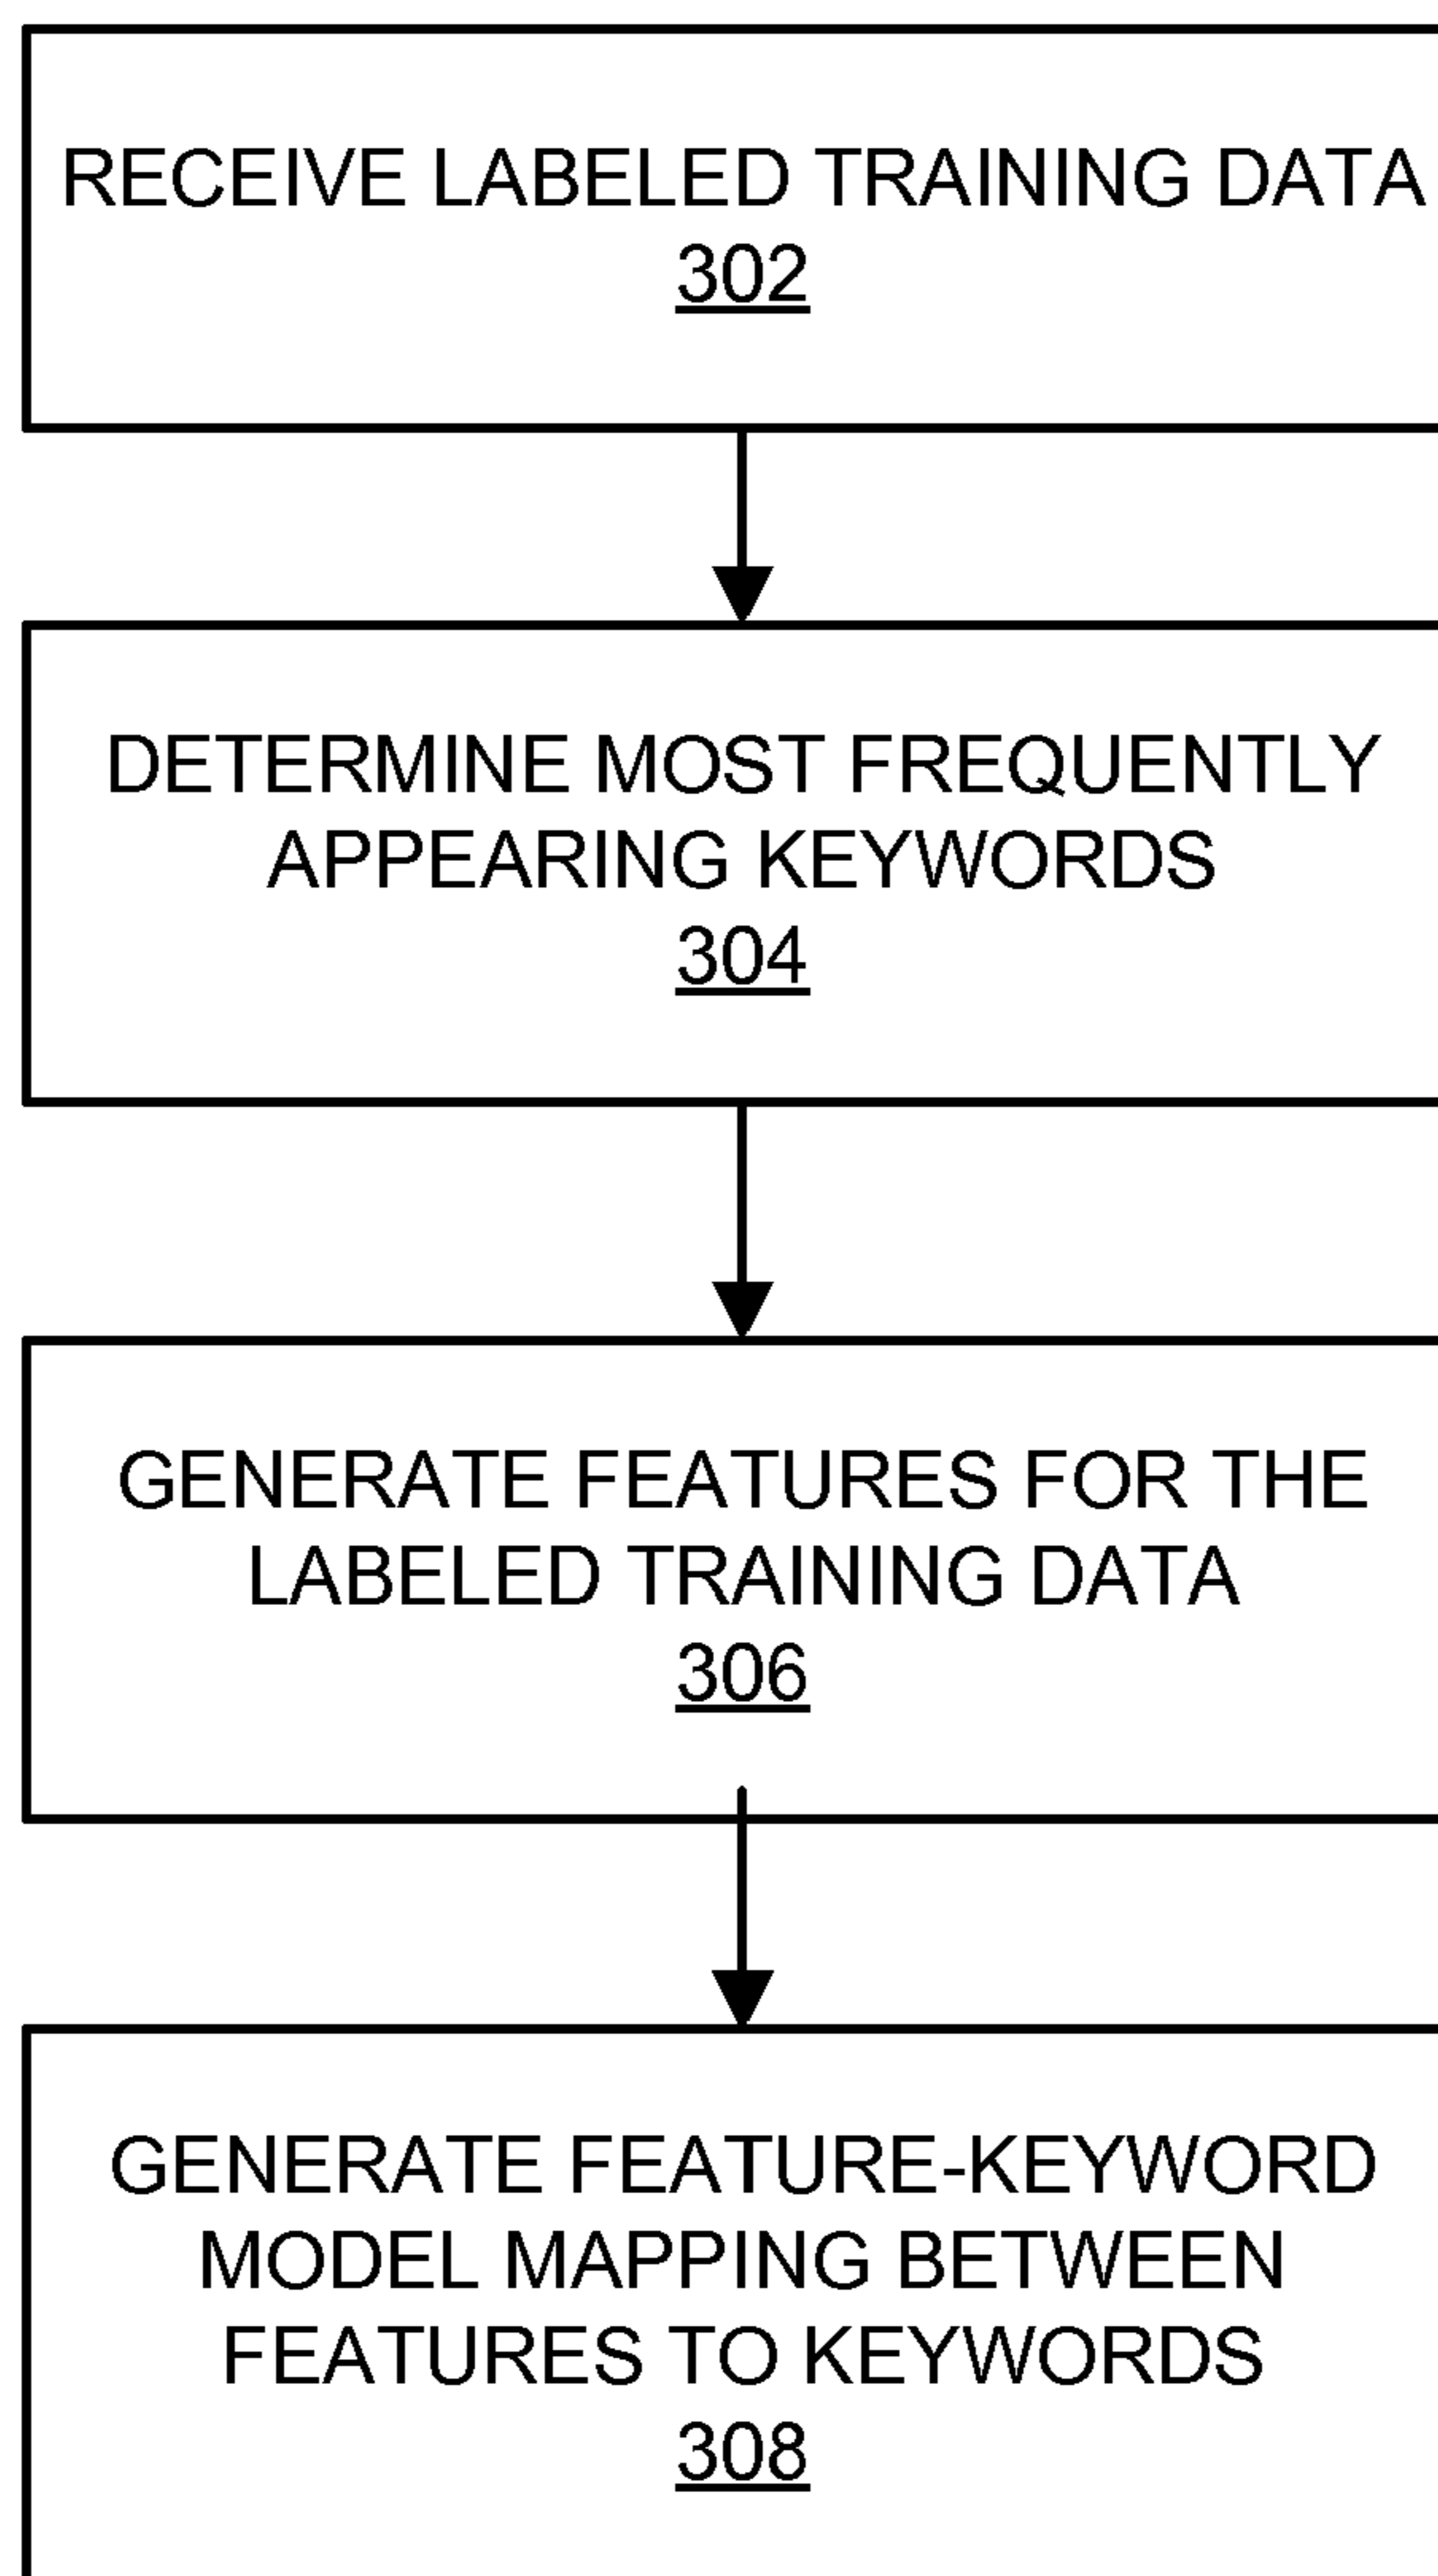 RECEIVE LABELED TRAINING DATA
302
DETERMINE MOST FREQUENTLY
APPEARING KEYWORDS
304
GENERATE FEATURES FOR THE
LABELED TRAINING DATA
306
GENERATE FEATURE-KEYWORD
MODEL MAPPING BETWEEN
FEATURES TO KEYWORDS
308